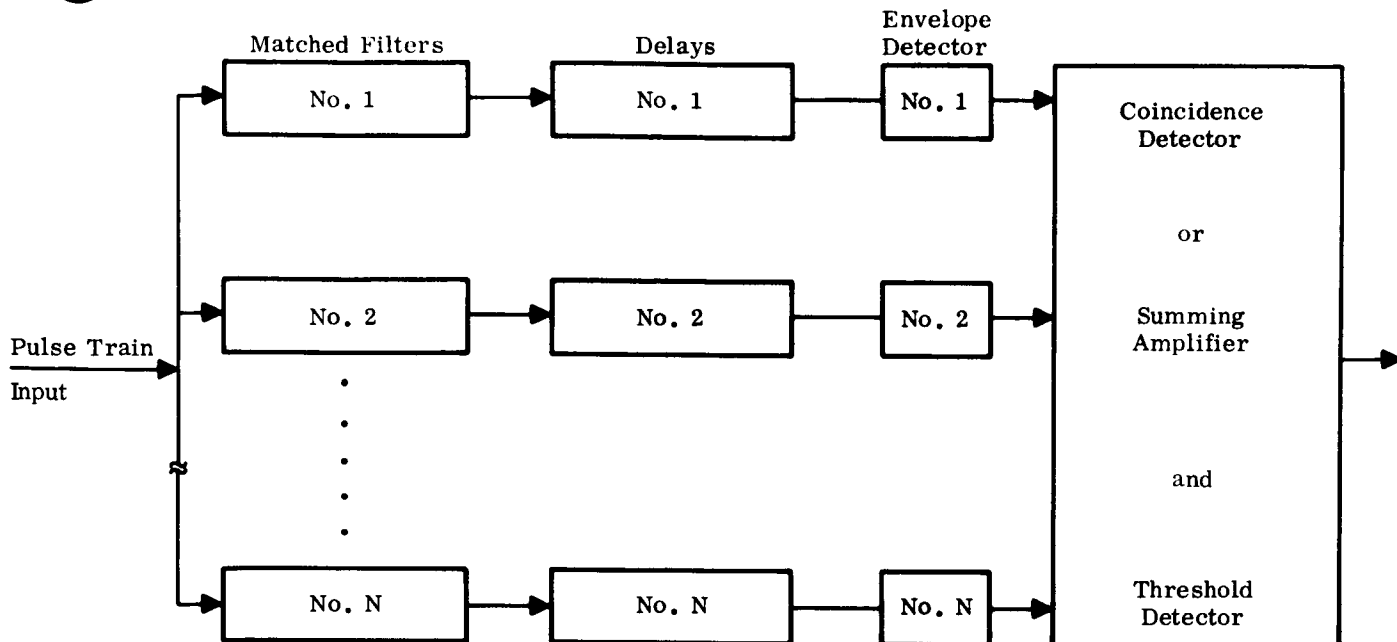 Matched Filters
Delays
Envelope
Detector
No. 1
No. 1
No. 1
Coincidence
Detector
or
No. 2
No. 2
No. 2
Summing
Amplifier
Pulse Train
Input
and
No. N
No. N
No. N
Threshold
Detector